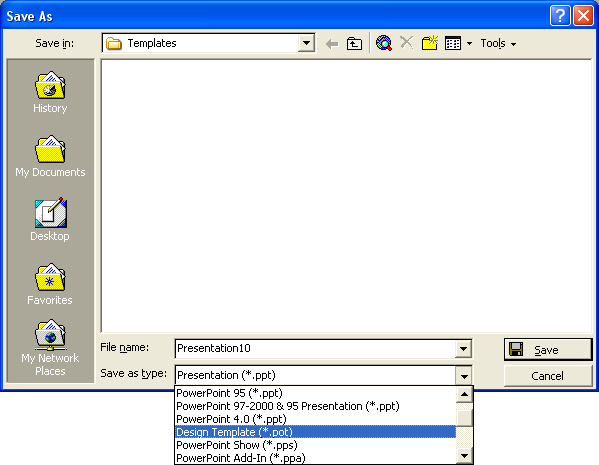 Save As
Save in: Templates Tools
History
My Documents
Desktop
Favorites
My Network
Places
File name: Presentation10 Save
Save as type: Presentation (*.ppt) Cancel
PowerPoint 95 (*.ppt)
PowerPoint 97-2000 & 95 Presentation (*.ppt)
PowerPoint 4.0 (*.ppt)
Design Template (*.pot)
PowerPoint Show (*.pps)
PowerPoint Add-In (*.ppa)